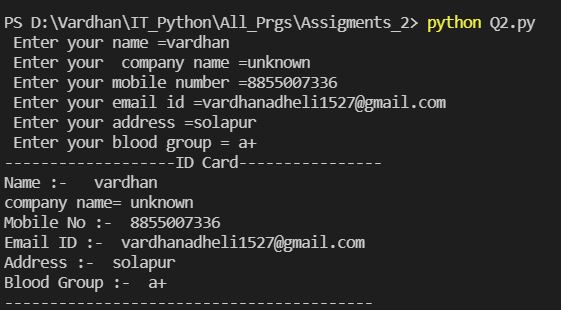 PS D:\Vardhan\IT_Python\All_Prgs\Assigments_2> python Q2.py
Enter your name =vardhan
Enter your  company name =unknown
Enter your mobile number =8855007336
Enter your email id =vardhanadheli1527@gmail.com
Enter your address =solapur
Enter your blood group = a+
-------------------ID Card----------------
Name :-   vardhan
company name= unknown
Mobile No :-  8855007336
Email ID :-  vardhanadheli1527@gmail.com
Address :-  solapur
Blood Group :-  a+
-----------------------------------------